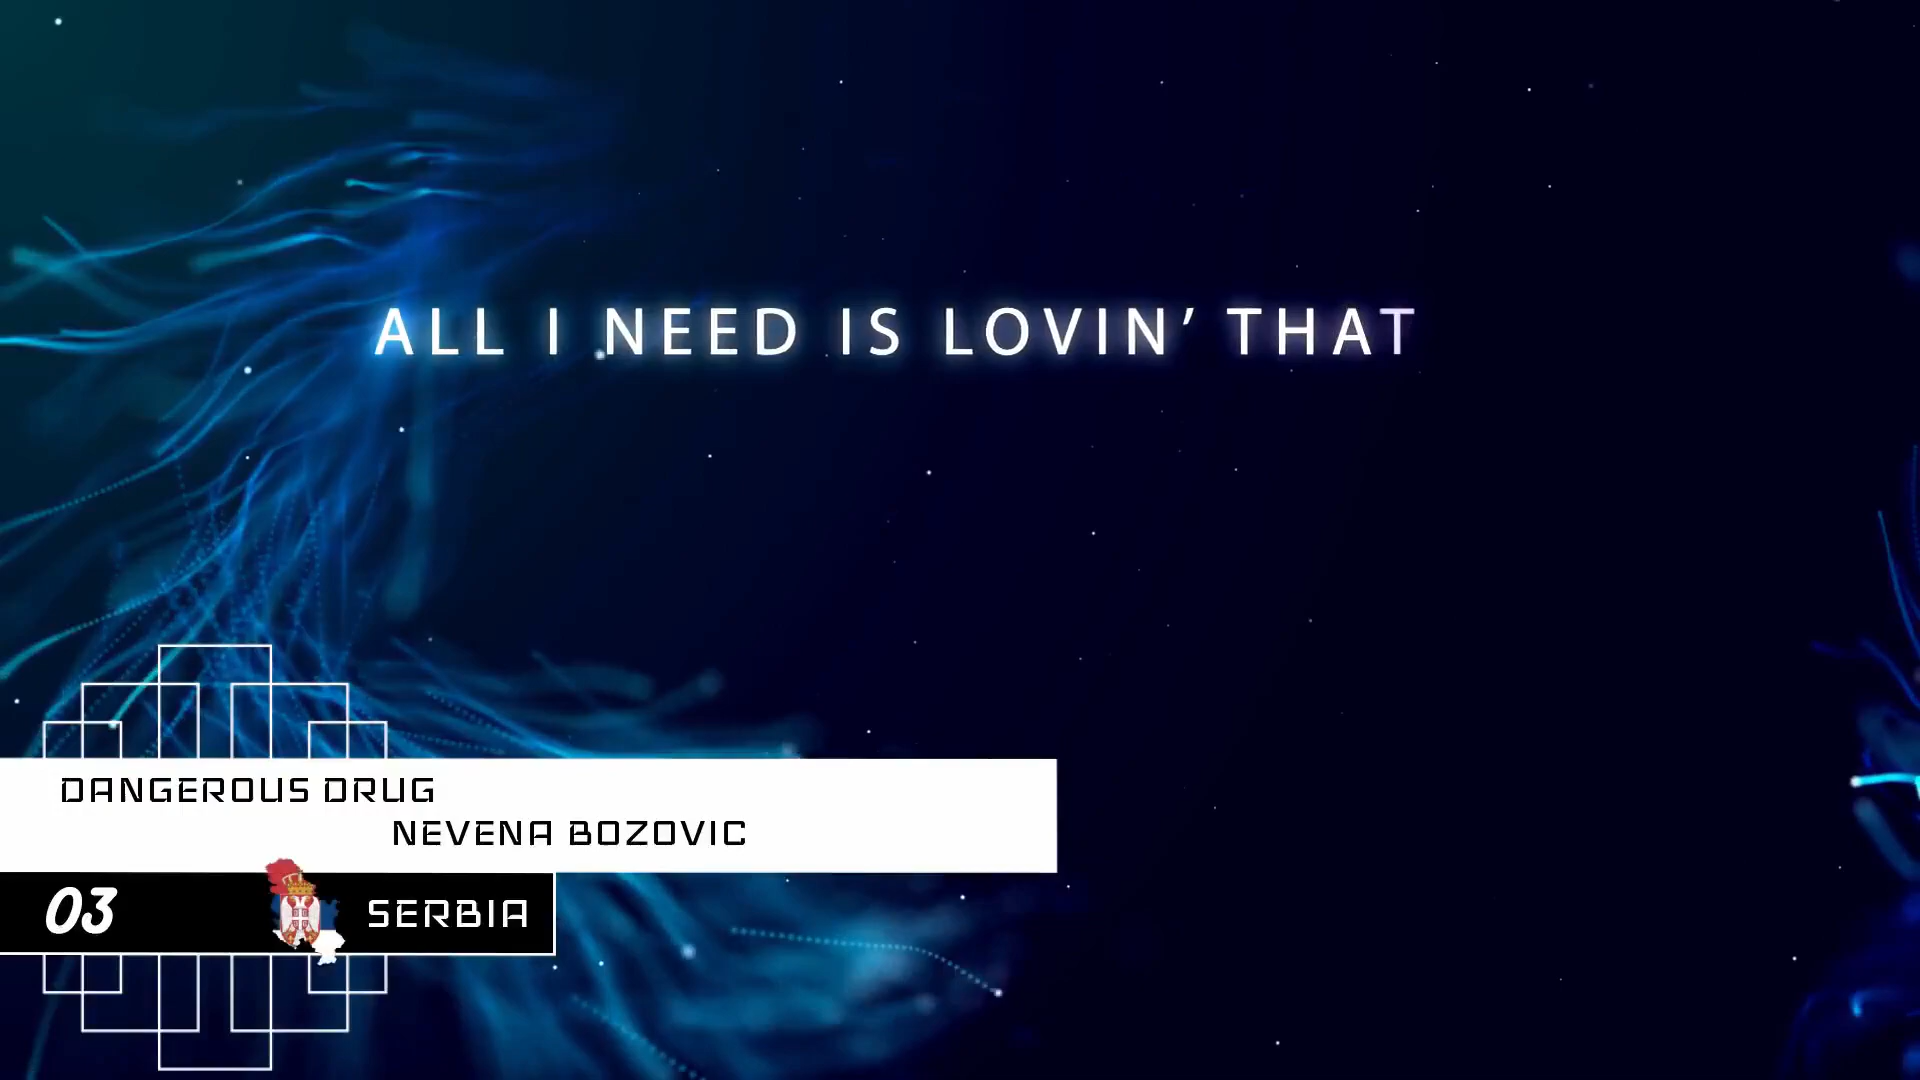 ALL I NEED IS LOVIN’ THAT
DANGEROUS DRUG
NEVENA BOZOVIC
03
SERBIA